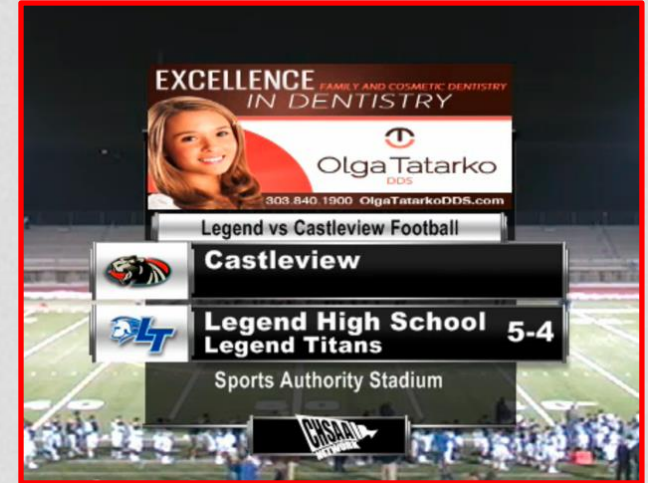 EXCELLENCE FAMILY AND COSMETIC DENTISTRY
IN DENTISTRY
Olga Tatarko
DDS
303.840.1900 OlgaTatarkoDDS.com
Legend vs Castleview Football
Castleview
LT
Legend High School 5-4
Legend Titans
Sports Authority Stadium
CHSAA
NETWORK